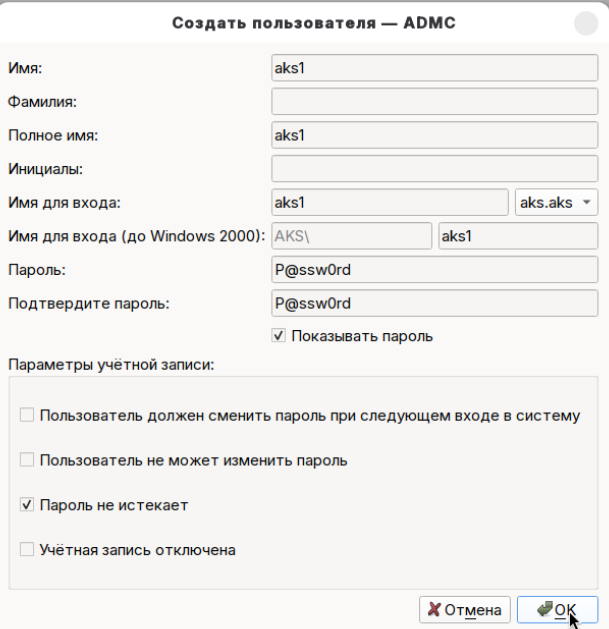 Создать пользователя — ADMC
Имя: aks1
Фамилия:
Полное имя: aks1
Инициалы:
Имя для входа: aks1 aks.aks
Имя для входа (до Windows 2000): AKS\ aks1
Пароль: P@ssw0rd
Подтвердите пароль: P@ssw0rd
Показывать пароль
Параметры учётной записи:
Пользователь должен сменить пароль при следующем входе в систему
Пользователь не может изменить пароль
Пароль не истекает
Учётная запись отключена
Отмена OK